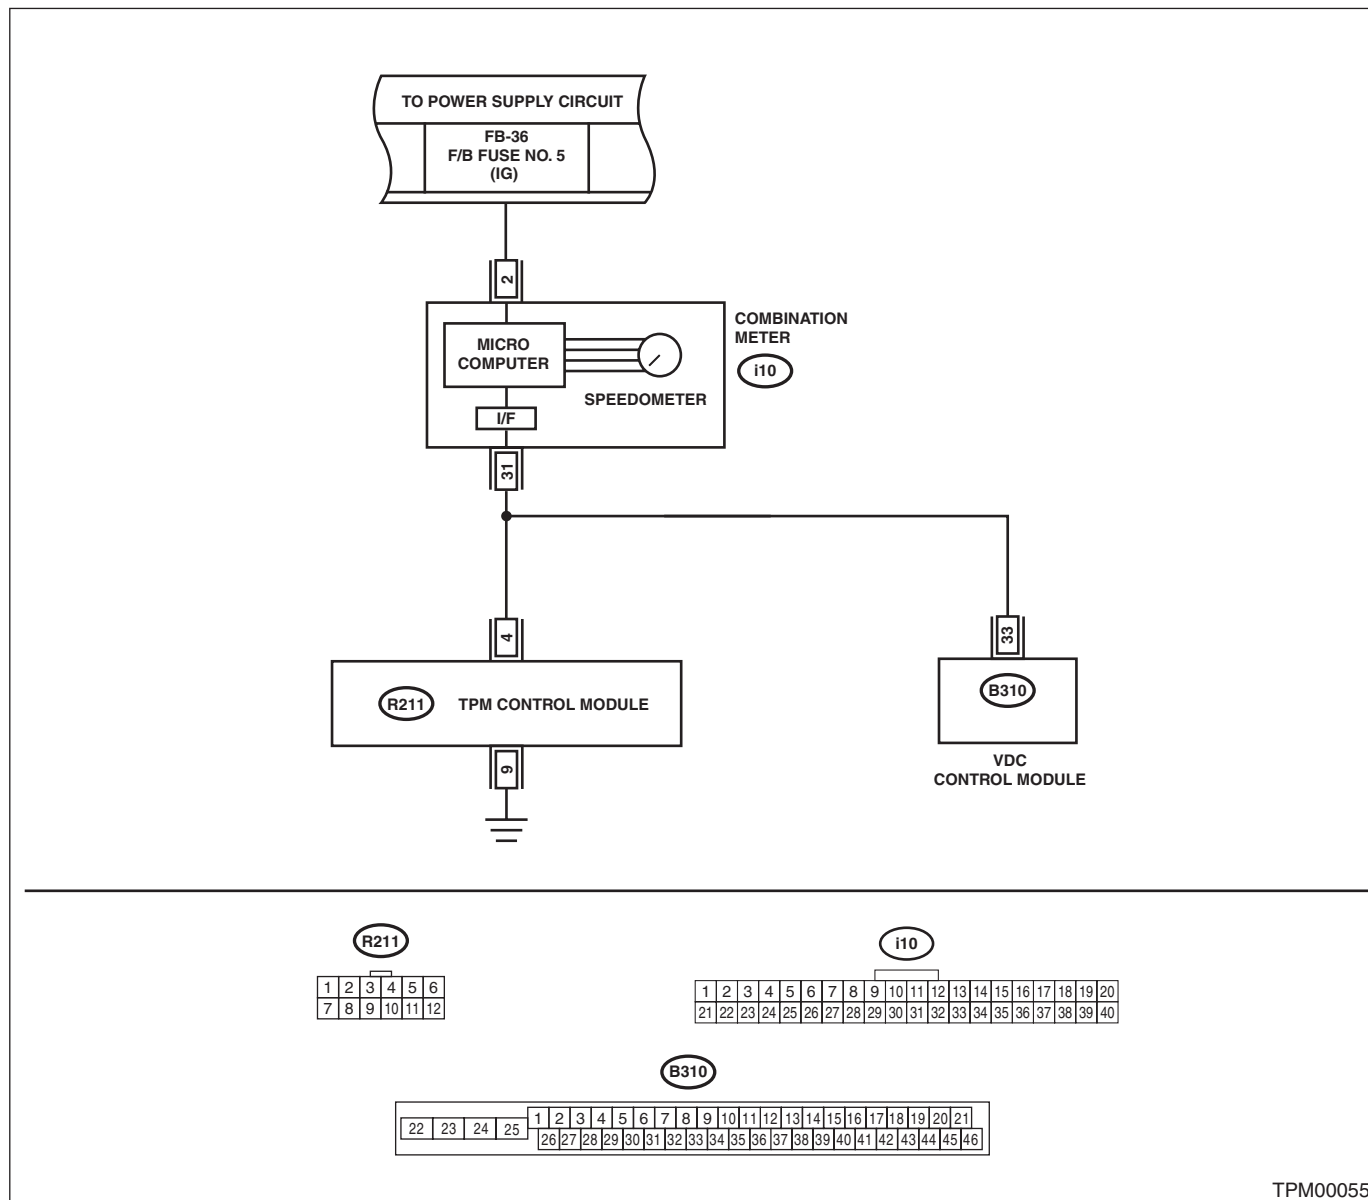 TO POWER SUPPLY CIRCUIT
FB-36
F/B FUSE NO. 5
(IG)
2
COMBINATION
METER
i10
MICRO
COMPUTER
SPEEDOMETER
I/F
31
4
33
R211 TPM CONTROL MODULE
B310
9
VDC
CONTROL MODULE
R211
1 2 3 4 5 6
7 8 9 10 11 12
i10
1 2 3 4 5 6 7 8 9 10 11 12 13 14 15 16 17 18 19 20
21 22 23 24 25 26 27 28 29 30 31 32 33 34 35 36 37 38 39 40
B310
1 2 3 4 5 6 7 8 9 10 11 12 13 14 15 16 17 18 19 20 21
22 23 24 25
26 27 28 29 30 31 32 33 34 35 36 37 38 39 40 41 42 43 44 45 46
TPM00055